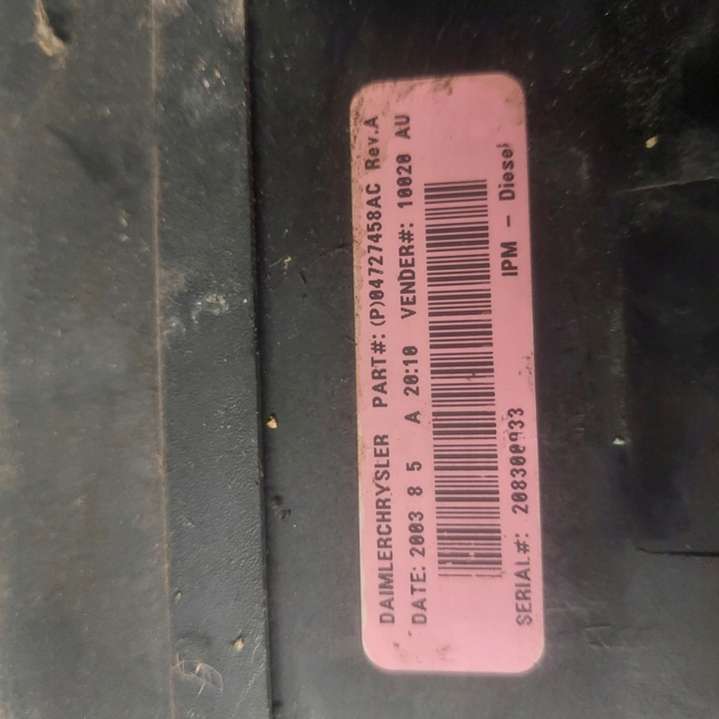 DAIMLERCHRYSLER PART#: (P)04727458AC Rev.A
DATE: 2003 8 5 A 20:10 VENDER#: 10020 AU
IPM - Diesel
SERIAL#: 208300933